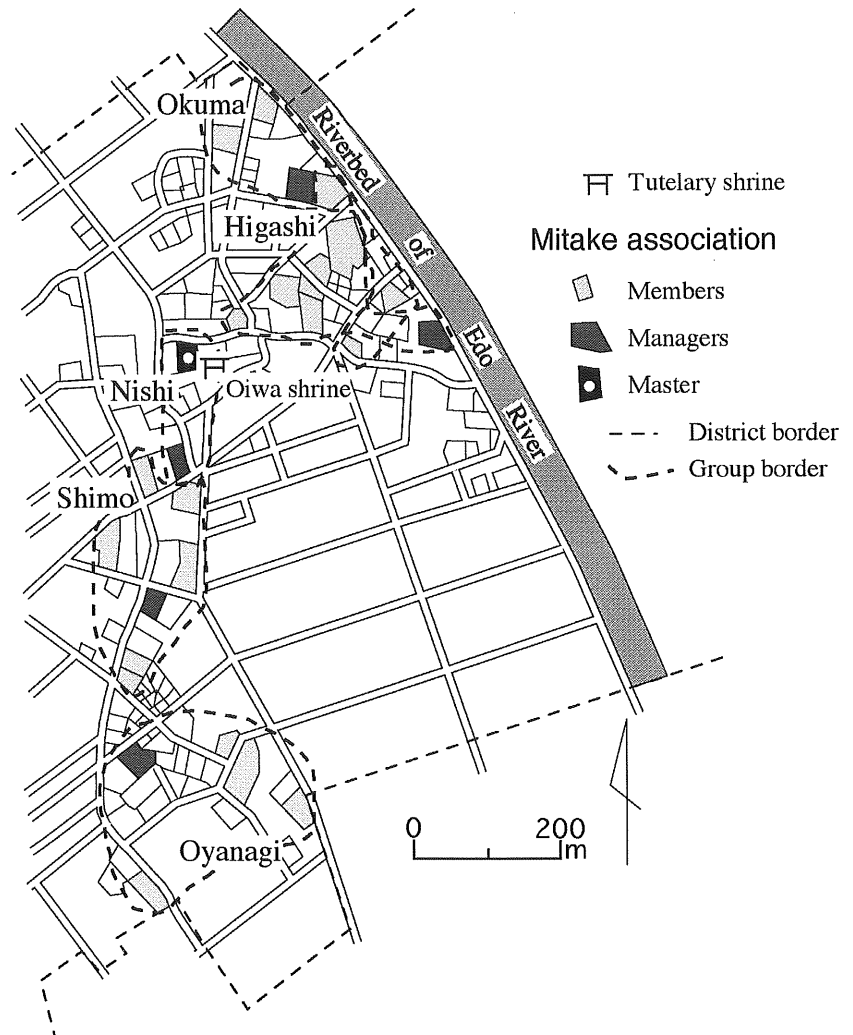 Okuma
Riverbed
of
Edo
River
Higashi
Nishi
Oiwa shrine
Shimo
Oyanagi
Tutelary shrine
Mitake association
Members
Managers
Master
District border
Group border
0
200
m